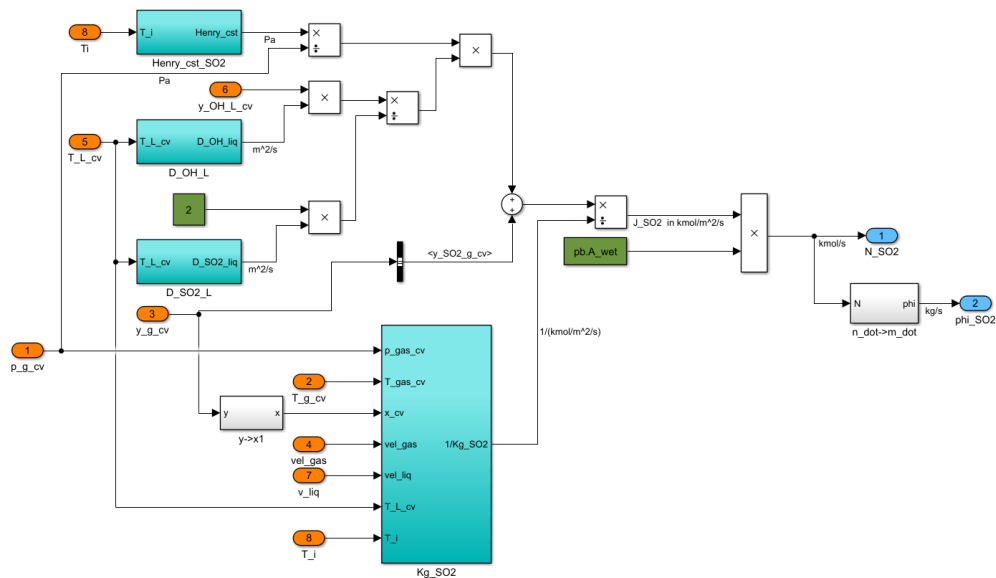 8
Ti
T_i
Henry_cst
Henry_cst_SO2
Pa
×
÷
×
Pa
6
y_OH_L_cv
×
×
÷
5
T_L_cv
T_L_cv
D_OH_liq
m^2/s
D_OH_L
2
×
T_L_cv
D_SO2_liq
m^2/s
D_SO2_L
<y_SO2_g_cv>
+
+
×
÷
J_SO2 in kmol/m^2/s
pb.A_wet
×
kmol/s
1
N_SO2
N
phi
n_dot->m_dot
kg/s
2
phi_SO2
3
y_g_cv
1
p_g_cv
y
x
y->x1
2
T_g_cv
4
vel_gas
7
v_liq
8
T_i
p_gas_cv
T_gas_cv
x_cv
vel_gas
vel_liq
T_L_cv
T_i
1/Kg_SO2
Kg_SO2
1/(kmol/m^2/s)